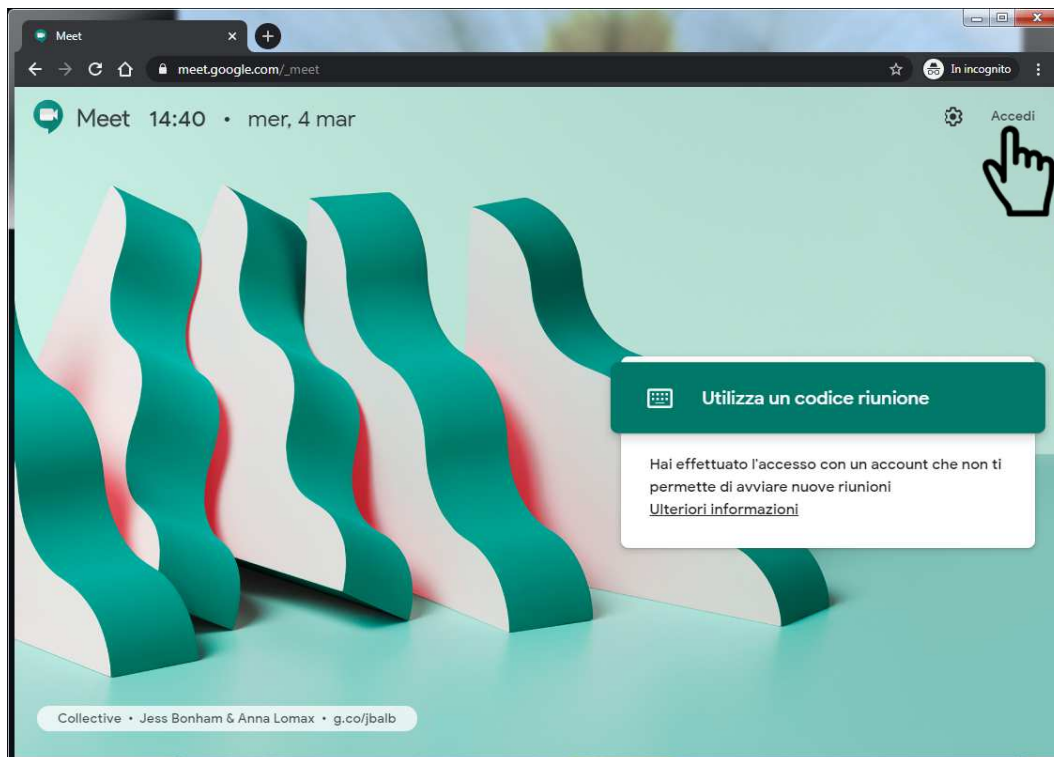 Meet
meet.google.com/_meet
In incognito
Meet 14:40 • mer, 4 mar
Accedi
Utilizza un codice riunione
Hai effettuato l'accesso con un account che non ti
permette di avviare nuove riunioni
Ulteriori informazioni
Collective • Jess Bonham & Anna Lomax • g.co/jbalb